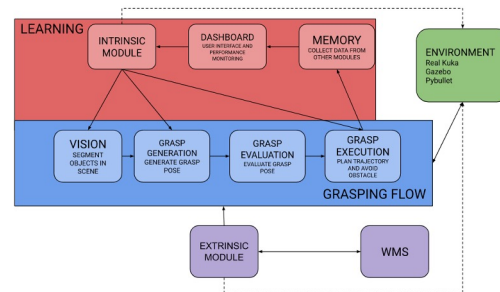 LEARNING
INTRINSIC
MODULE
DASHBOARD
USER INTERFACE AND
PERFORMANCE
MONITORING
MEMORY
COLLECT DATA FROM
OTHER MODULES
ENVIRONMENT
Real Kuka
Gazebo
Pybullet
VISION
SEGMENT
OBJECTS IN
SCENE
GRASP
GENERATION
GENERATE GRASP
POSE
GRASP
EVALUATION
EVALUATE GRASP
POSE
GRASP
EXECUTION
PLAN TRAJECTORY
AND AVOID
OBSTACLE
GRASPING FLOW
EXTRINSIC
MODULE
WMS